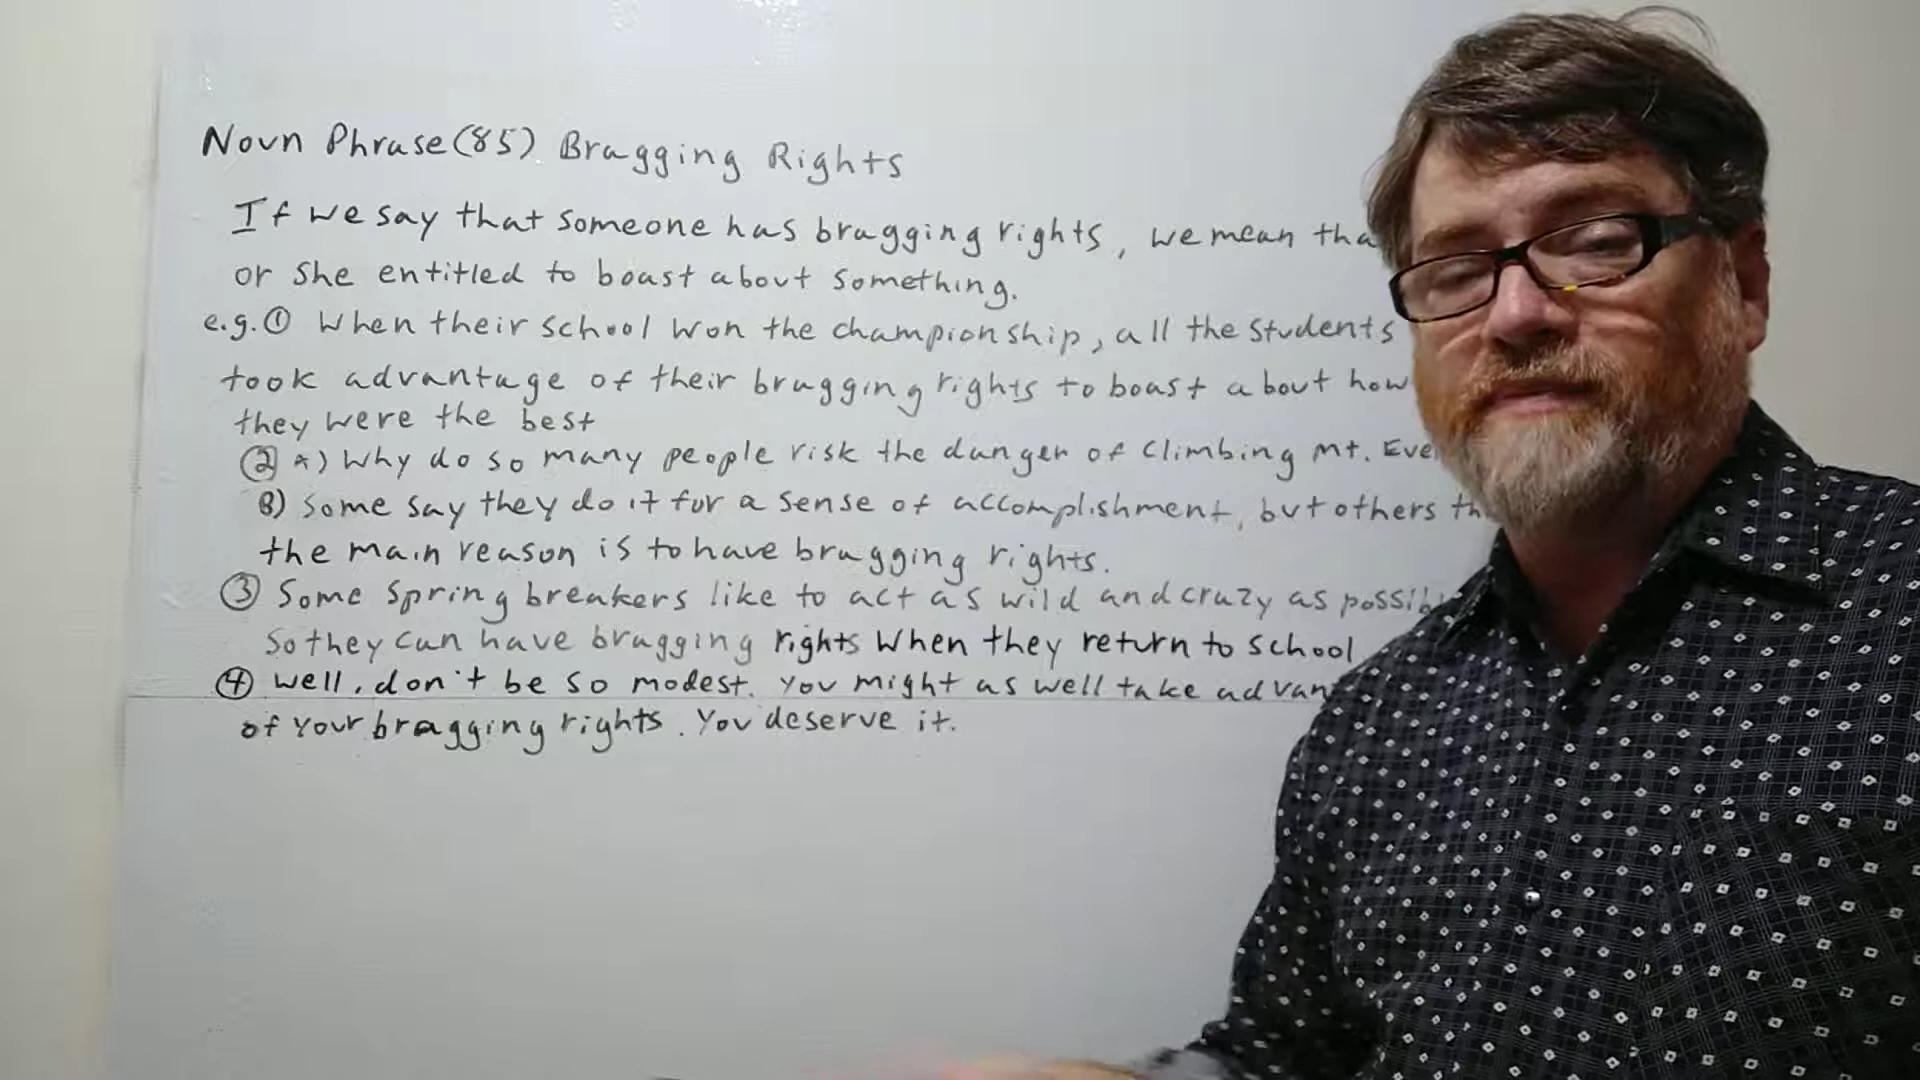 Noun Phrase (85) Bragging Rights
If we say that someone has bragging rights, we mean
or she entitled to boast about something.
e.g. ① When their school won the championship, all the students
took advantage of their bragging rights to boast about how
they were the best
② A) Why do so many people risk the danger of climbing Mt.
B) Some say they do it for a sense of accomplishment, but others
the main reason is to have bragging rights.
③ Some Spring breakers like to act as wild and crazy as
So they can have bragging rights when they return to school
④ Well, don't be so modest. You might as well take
of your bragging rights. You deserve it.